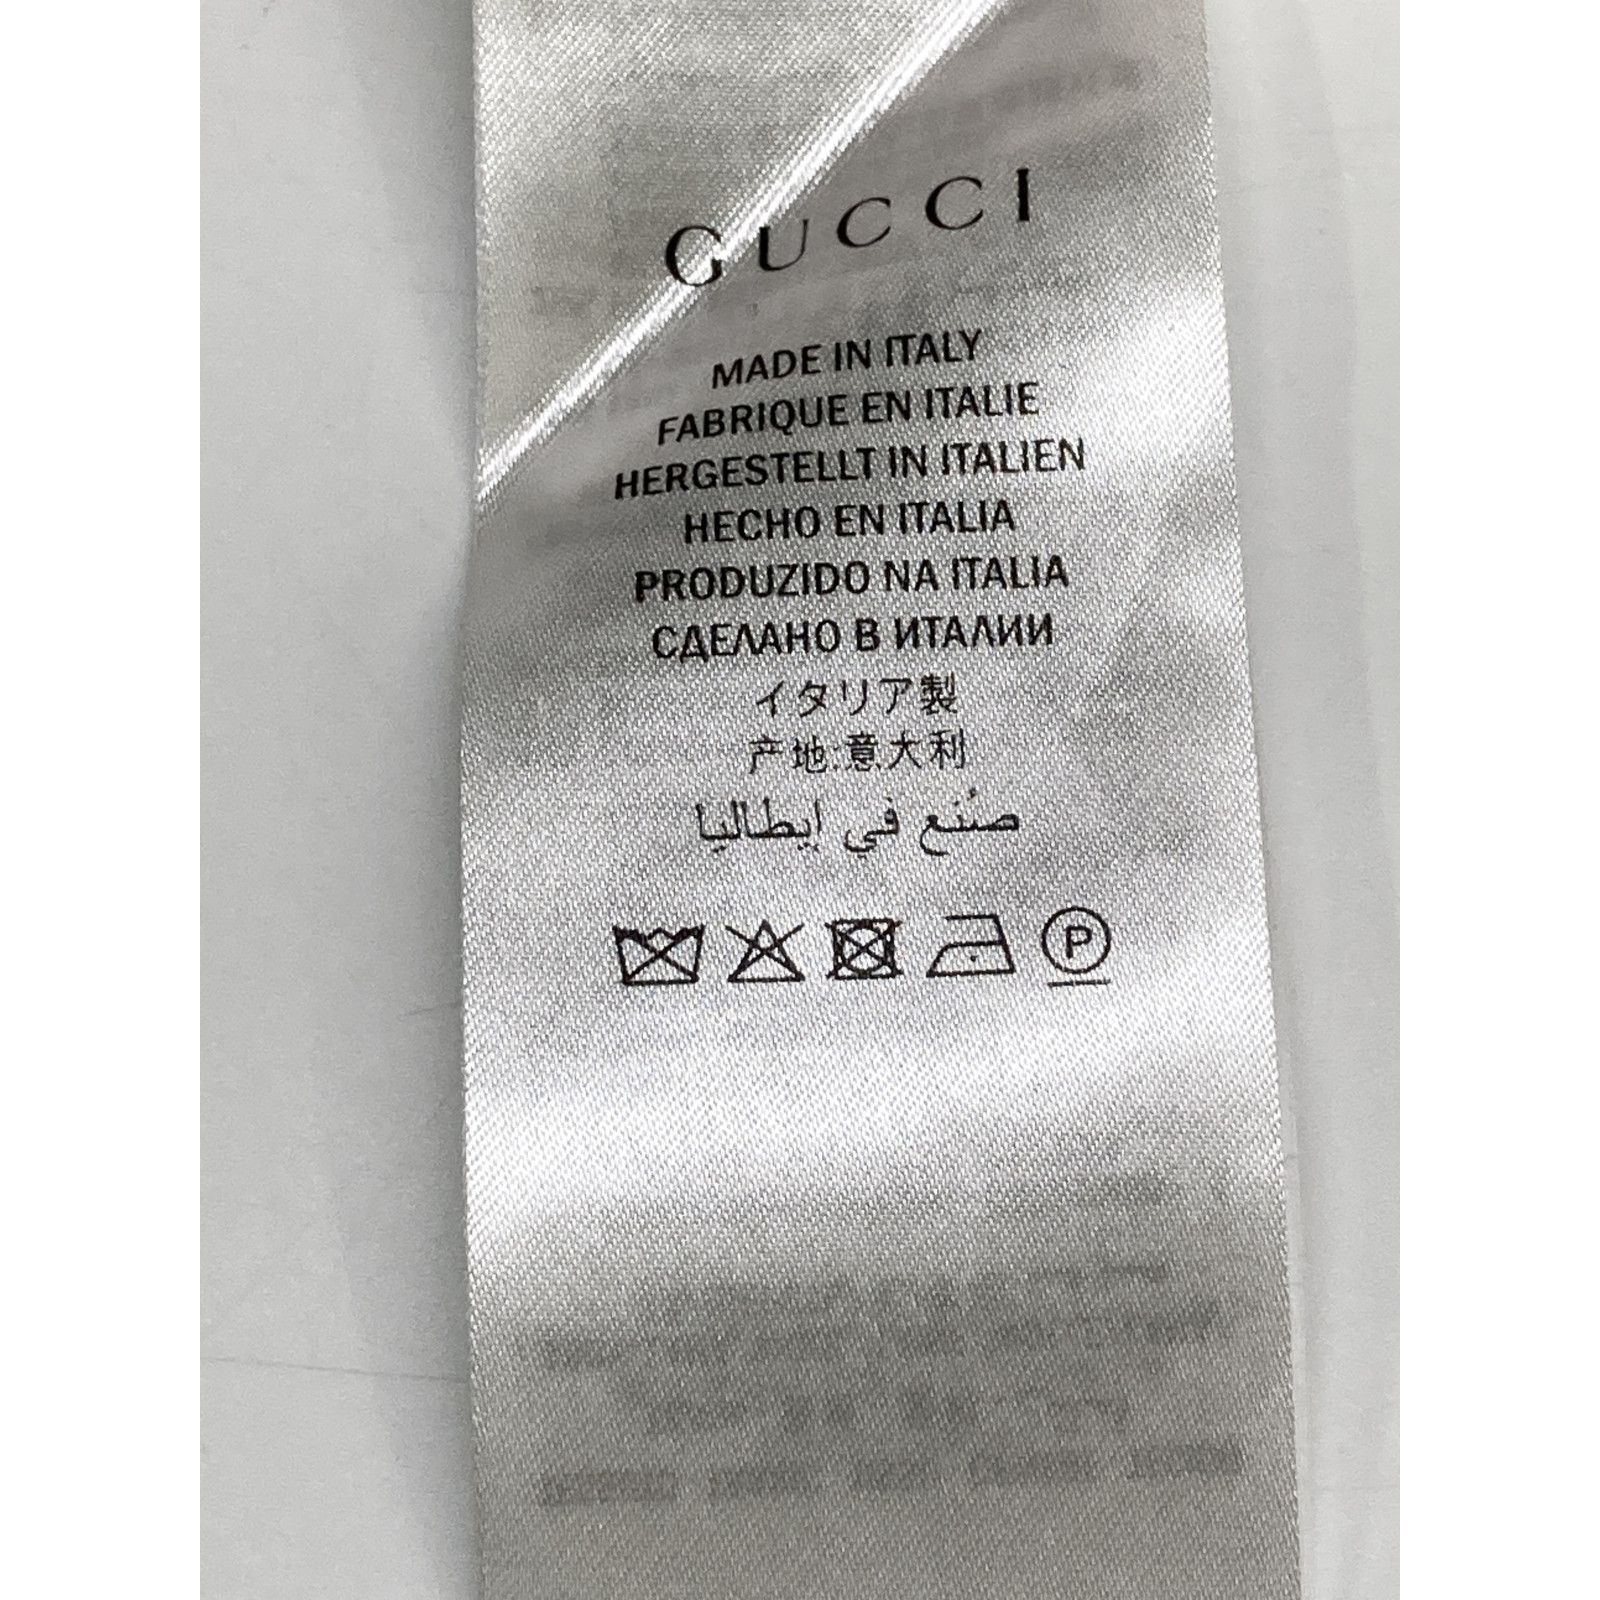 GUCCI
MADE IN ITALY
FABRIQUE EN ITALIE
HERGESTELLT IN ITALIEN
HECHO EN ITALIA
PRODUZIDO NA ITALIA
СДЕЛАНО В ИТАЛИИ
イタリア製
产地:意大利
صُنع في إيطاليا
P